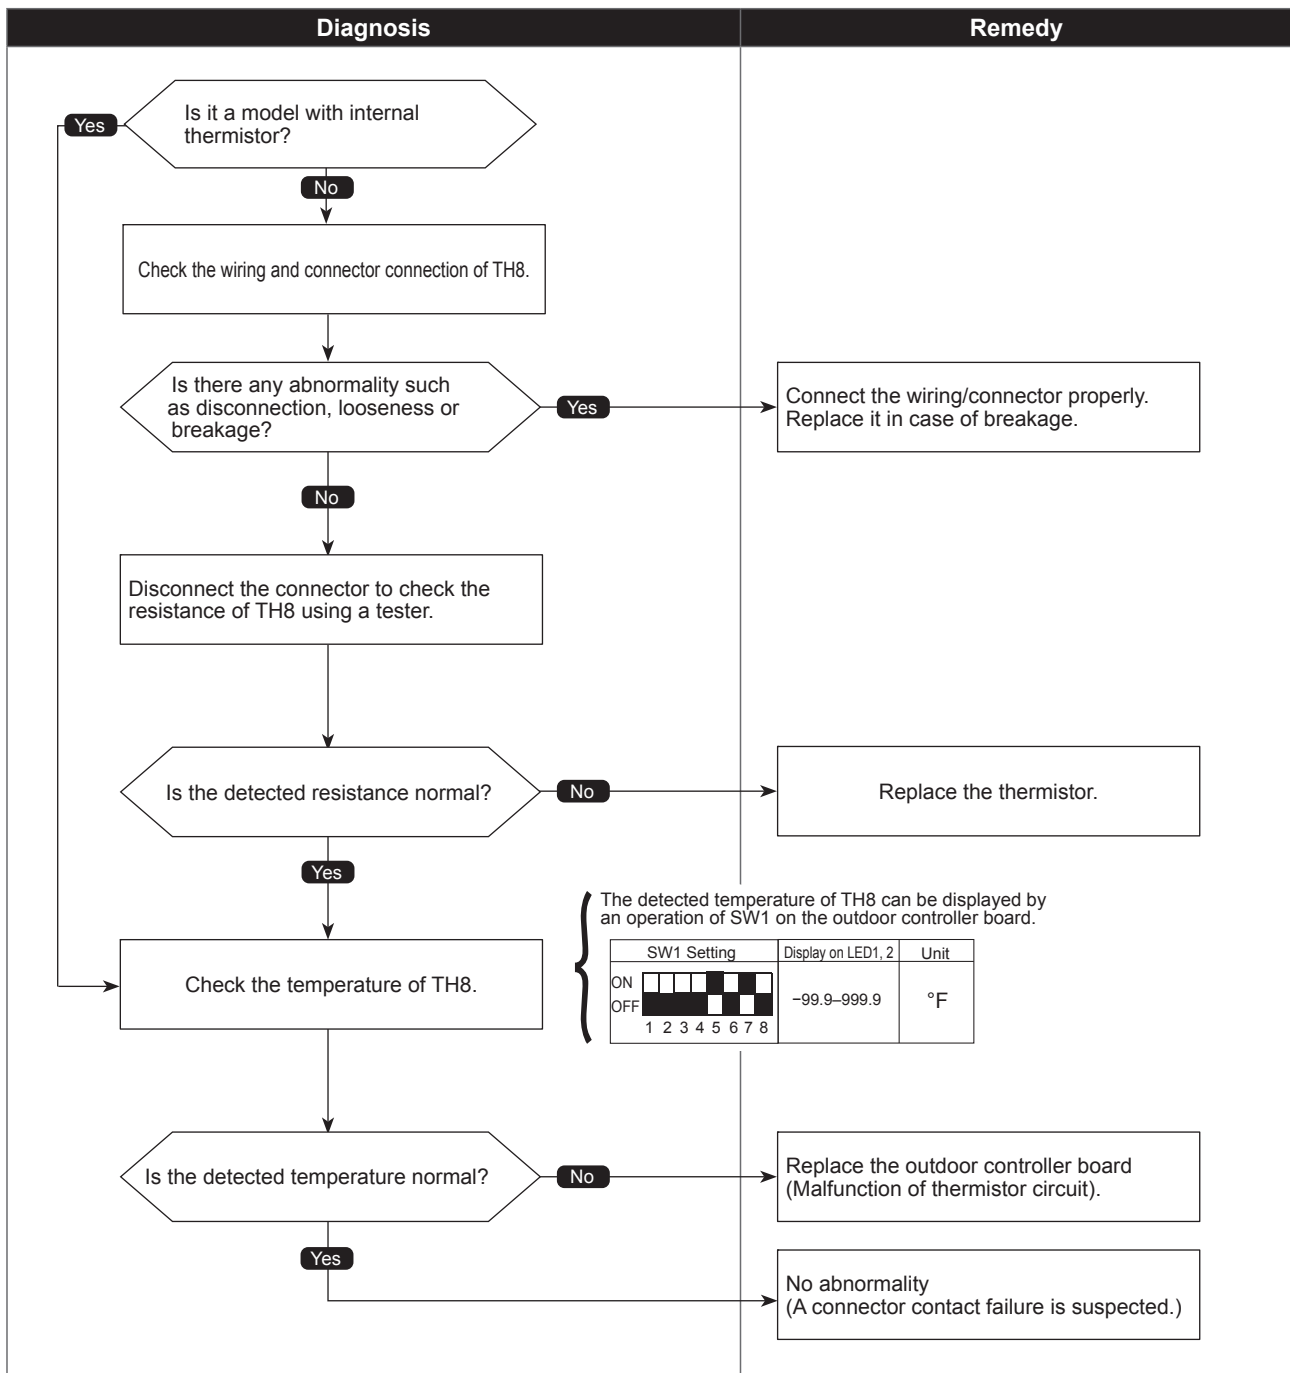 Diagnosis
Remedy
Is it a model with internal
thermistor?
Yes
No
Check the wiring and connector connection of TH8.
Is there any abnormality such
as disconnection, looseness or
breakage?
Yes
Connect the wiring/connector properly.
Replace it in case of breakage.
No
Disconnect the connector to check the
resistance of TH8 using a tester.
Is the detected resistance normal?
No
Replace the thermistor.
Yes
The detected temperature of TH8 can be displayed by
an operation of SW1 on the outdoor controller board.
SW1 Setting
Display on LED1, 2
Unit
ON
OFF
1 2 3 4 5 6 7 8
−99.9–999.9
°F
Check the temperature of TH8.
Is the detected temperature normal?
No
Replace the outdoor controller board
(Malfunction of thermistor circuit).
Yes
No abnormality
(A connector contact failure is suspected.)